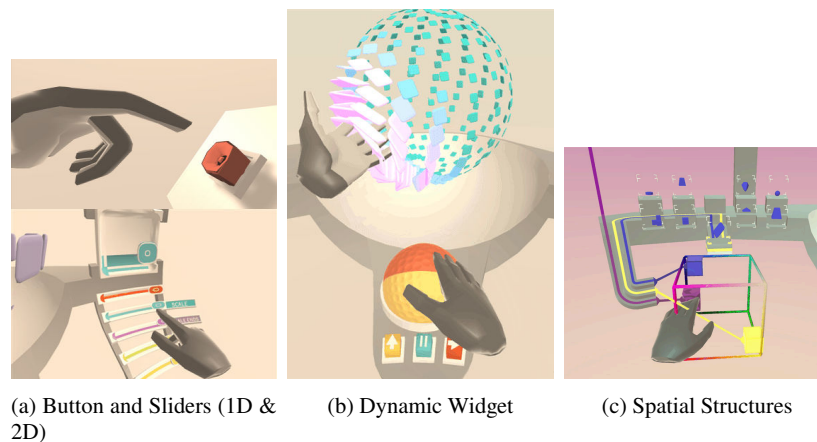 SCALE
(a) Button and Sliders (1D &
2D)
(b) Dynamic Widget
(c) Spatial Structures